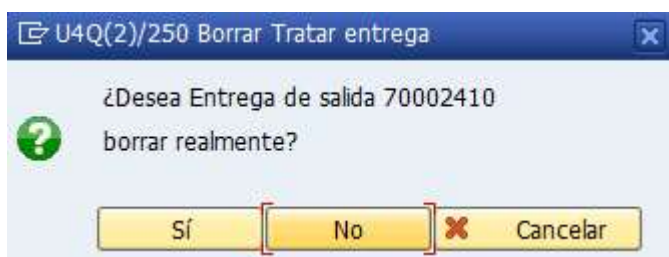 U4Q(2)/250 Borrar Tratar entrega
¿Desea Entrega de salida 70002410
borrar realmente?
Sí No Cancelar